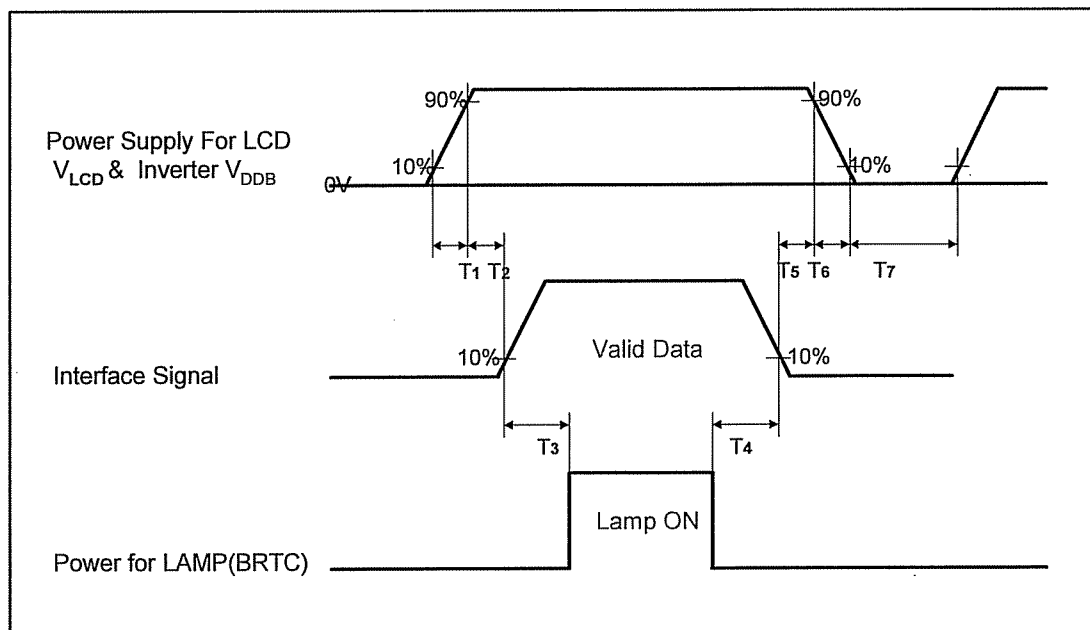 90%
90%
Power Supply For LCD
VLCD & Inverter VDDB
10%
10%
0V
T1 T2
T5 T6
T7
Valid Data
10%
10%
Interface Signal
T3
T4
Lamp ON
Power for LAMP(BRTC)